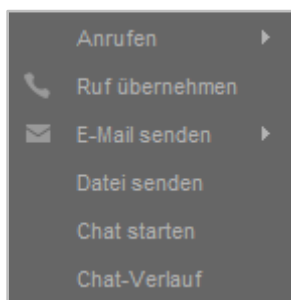 Anrufen
Ruf übernehmen
E-Mail senden
Datei senden
Chat starten
Chat-Verlauf